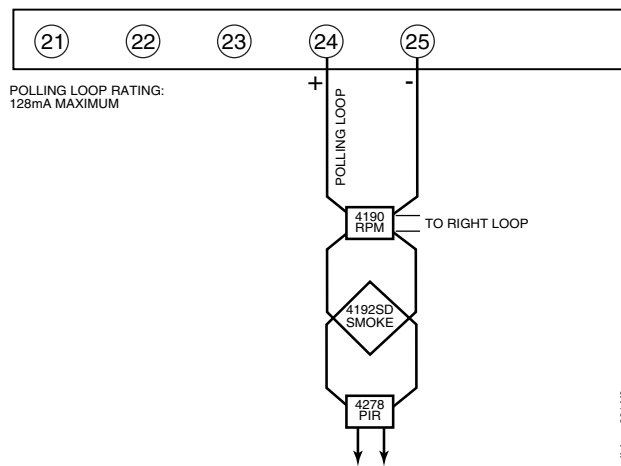 21 22 23 24 25
+ -
POLLING LOOP RATING:
128mA MAXIMUM
POLLING LOOP
4190
RPM
TO RIGHT LOOP
4192SD
SMOKE
4278
PIR